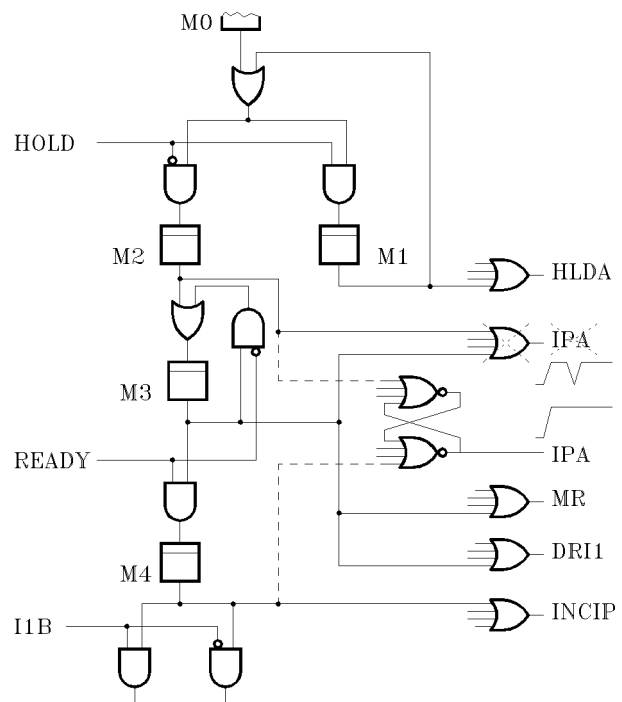 M0
HOLD
M2
M1
HLDA
IPA
M3
READY
IPA
MR
M4
DRI1
I1B
INCIP